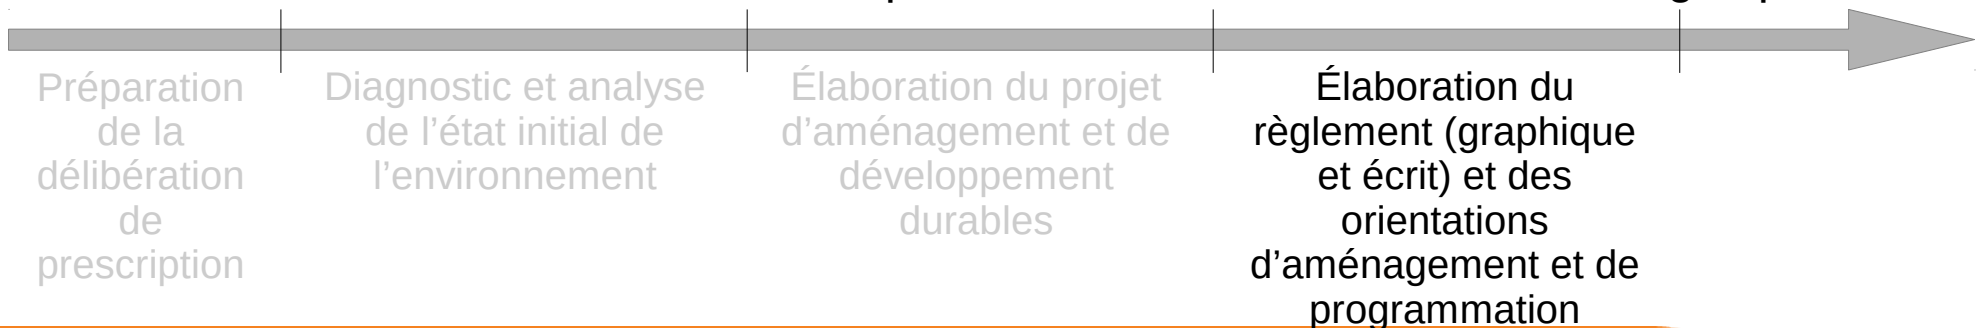 Préparation
de la
délibération
de
prescription
Diagnostic et analyse
de l’état initial de
l’environnement
Élaboration du projet
d’aménagement et de
développement
durables
Élaboration du
règlement (graphique
et écrit) et des
orientations
d’aménagement et de
programmation